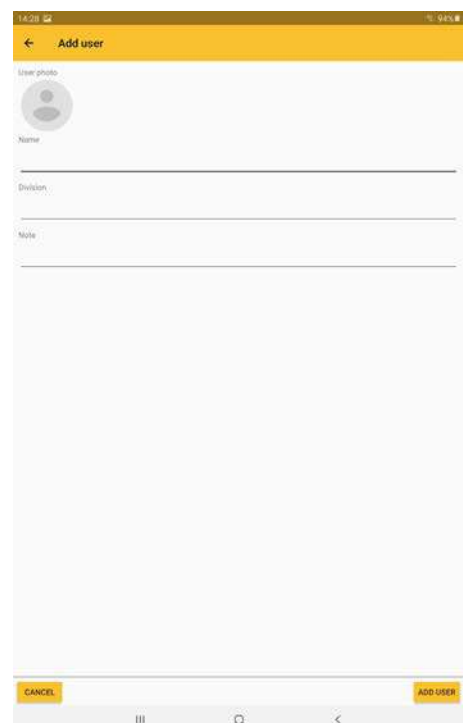 14:28 94%
Add user
User photo
Name
Division
Note
CANCEL ADD USER